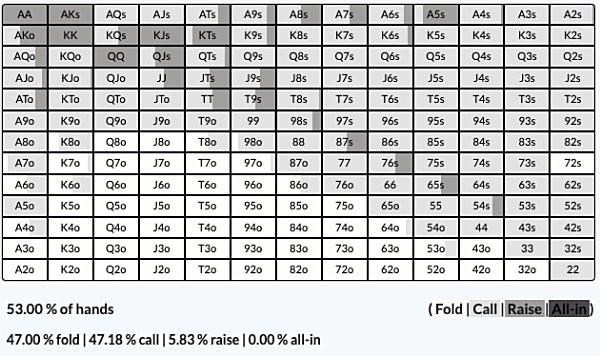 AA AKs AQs AJs ATs A9s A8s A7s A6s A5s A4s A3s A2s
AKo KK KQs KJs KTs K9s K8s K7s K6s K5s K4s K3s K2s
AQo KQo QQ QJs QTs Q9s Q8s Q7s Q6s Q5s Q4s Q3s Q2s
AJo KJo QJo JJ JTs J9s J8s J7s J6s J5s J4s J3s J2s
ATo KTo QTo JTo TT T9s T8s T7s T6s T5s T4s T3s T2s
A9o K9o Q9o J9o T9o 99 98s 97s 96s 95s 94s 93s 92s
A8o K8o Q8o J8o T8o 98o 88 87s 86s 85s 84s 83s 82s
A7o K7o Q7o J7o T7o 97o 87o 77 76s 75s 74s 73s 72s
A6o K6o Q6o J6o T6o 96o 86o 76o 66 65s 64s 63s 62s
A5o K5o Q5o J5o T5o 95o 85o 75o 65o 55 54s 53s 52s
A4o K4o Q4o J4o T4o 94o 84o 74o 64o 54o 44 43s 42s
A3o K3o Q3o J3o T3o 93o 83o 73o 63o 53o 43o 33 32s
A2o K2o Q2o J2o T2o 92o 82o 72o 62o 52o 42o 32o 22
53.00 % of hands ( Fold | Call | Raise | All-in )
47.00 % fold | 47.18 % call | 5.83 % raise | 0.00 % all-in